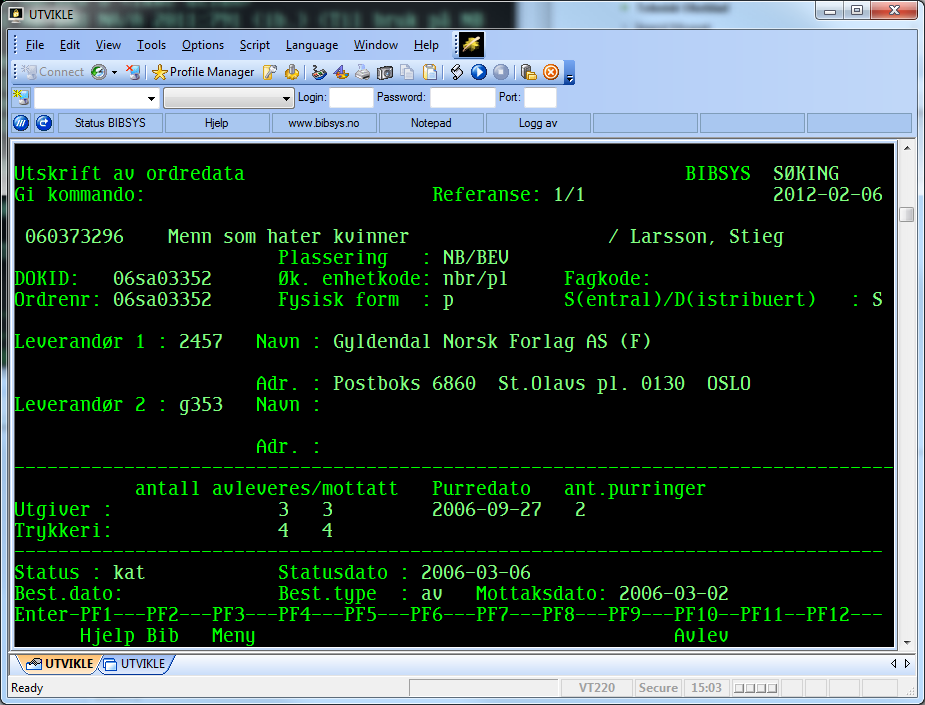 UTVIKLE
File Edit View Tools Options Script Language Window Help
Connect Profile Manager
Login: Password: Port:
Status BIBSYS Hjelp www.bibsys.no Notepad Logg av
Utskrift av ordredata BIBSYS SØKING
Gi kommando: Referanse: 1/1 2012-02-06
060373296 Menn som hater kvinner / Larsson, Stieg
Plassering : NB/BEV
DOKID: 06sa03352 Øk. enhetkode: nbr/pl Fagkode:
Ordrenr: 06sa03352 Fysisk form : p S(entral)/D(istribuert) : S
Leverandør 1 : 2457 Navn : Gyldendal Norsk Forlag AS (F)
Adr. : Postboks 6860 St.Olavs pl. 0130 OSLO
Leverandør 2 : g353 Navn :
Adr. :
antall avleveres/mottatt Purredato ant.purringer
Utgiver : 3 3 2006-09-27 2
Trykkeri: 4 4
Status : kat Statusdato : 2006-03-06
Best.dato: Best.type : av Mottaksdato: 2006-03-02
Enter-PF1---PF2---PF3---PF4---PF5---PF6---PF7---PF8---PF9---PF10--PF11--PF12---
Hjelp Bib Meny Avlev
UTVIKLE UTVIKLE
Ready VT220 Secure 15:03